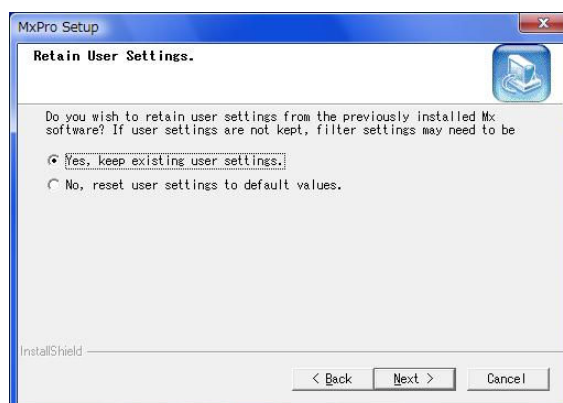 MxPro Setup
Retain User Settings.
Do you wish to retain user settings from the previously installed Mx
software? If user settings are not kept, filter settings may need to be
Yes, keep existing user settings.
No, reset user settings to default values.
InstallShield
< Back
Next >
Cancel